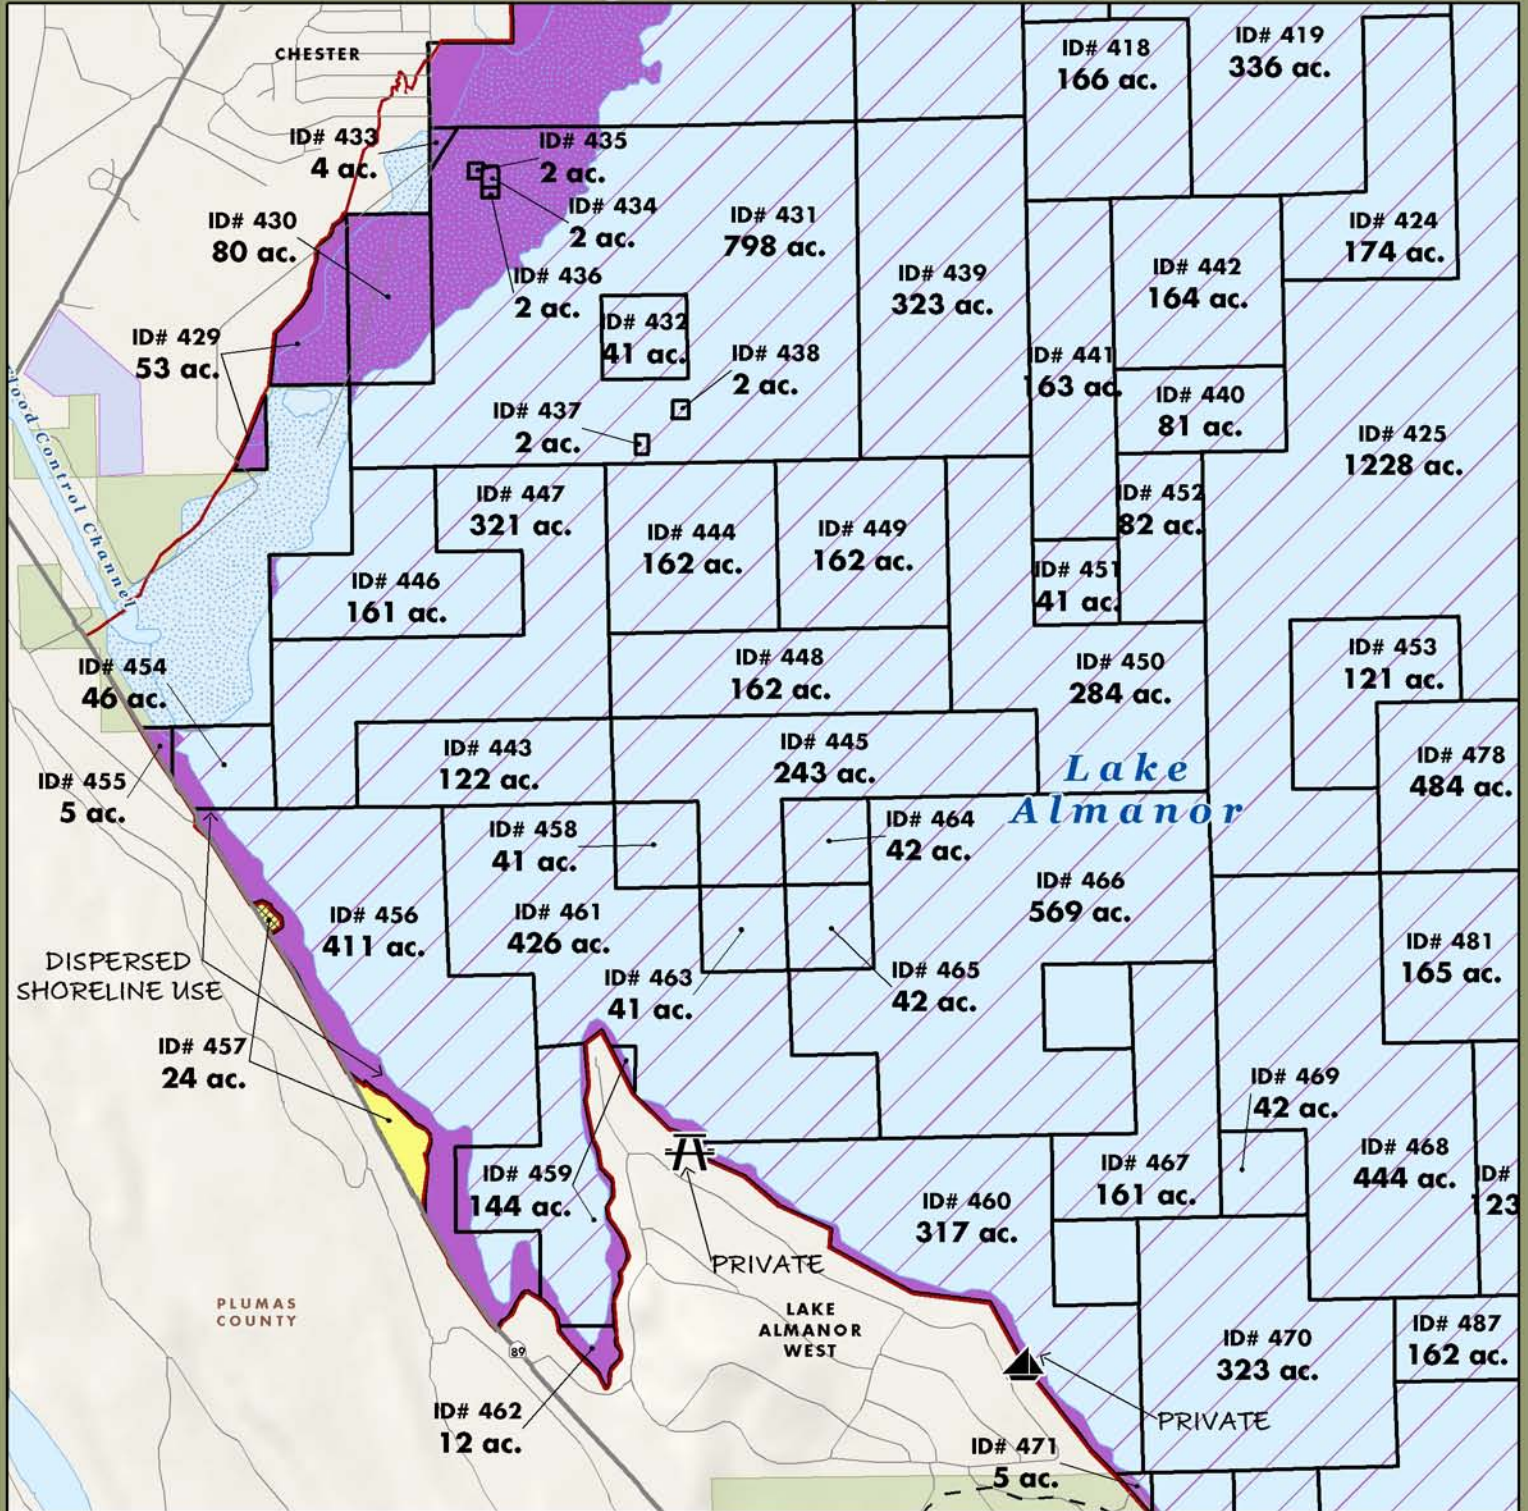 CHESTER
ID# 418
166 ac.
ID# 419
336 ac.
ID# 433
4 ac.
ID# 435
2 ac.
ID# 434
2 ac.
ID# 430
80 ac.
ID# 431
798 ac.
ID# 424
174 ac.
ID# 436
2 ac.
ID# 439
323 ac.
ID# 442
164 ac.
ID# 432
41 ac.
ID# 429
53 ac.
ID# 438
2 ac.
ID# 441
163 ac.
ID# 440
81 ac.
ID# 437
2 ac.
ID# 425
1228 ac.
Flood Control Channel
ID# 447
321 ac.
ID# 444
162 ac.
ID# 449
162 ac.
ID# 452
82 ac.
ID# 446
161 ac.
ID# 451
41 ac.
ID# 454
46 ac.
ID# 448
162 ac.
ID# 450
284 ac.
ID# 453
121 ac.
ID# 443
122 ac.
ID# 445
243 ac.
Lake
Almanor
ID# 478
484 ac.
ID# 455
5 ac.
ID# 458
41 ac.
ID# 464
42 ac.
ID# 466
569 ac.
ID# 456
411 ac.
ID# 461
426 ac.
ID# 481
165 ac.
DISPERSED
SHORELINE USE
ID# 463
41 ac.
ID# 465
42 ac.
ID# 457
24 ac.
ID# 469
42 ac.
ID# 459
144 ac.
ID# 467
161 ac.
ID# 468
444 ac.
ID#
123
ID# 460
317 ac.
PRIVATE
PLUMAS
COUNTY
LAKE
ALMANOR
WEST
89
ID# 470
323 ac.
ID# 487
162 ac.
ID# 462
12 ac.
PRIVATE
ID# 471
5 ac.